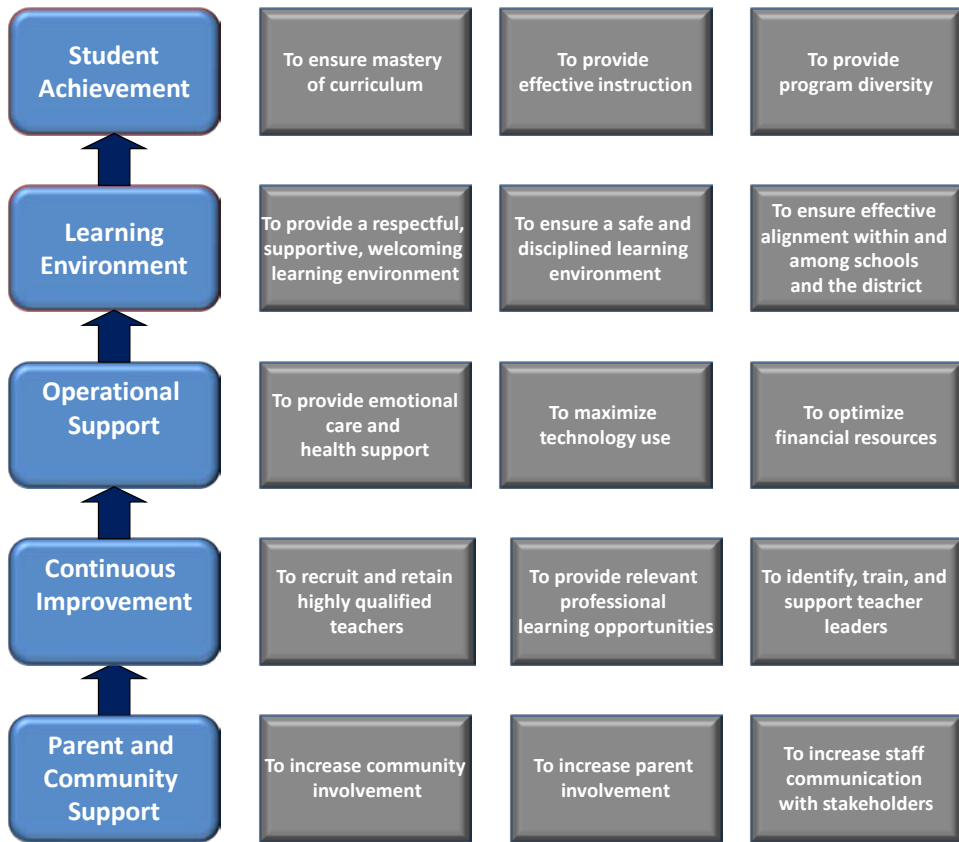 Student
Achievement
To ensure mastery
of curriculum
To provide
effective instruction
To provide
program diversity
Learning
Environment
To provide a respectful,
supportive, welcoming
learning environment
To ensure a safe and
disciplined learning
environment
To ensure effective
alignment within and
among schools
and the district
Operational
Support
To provide emotional
care and
health support
To maximize
technology use
To optimize
financial resources
Continuous
Improvement
To recruit and retain
highly qualified
teachers
To provide relevant
professional
learning opportunities
To identify, train, and
support teacher
leaders
Parent and
Community
Support
To increase community
involvement
To increase parent
involvement
To increase staff
communication
with stakeholders